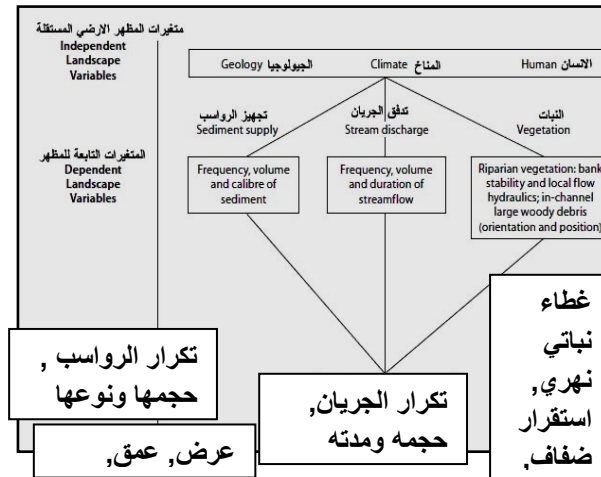 متغيرات المظهر الارضي المستقلة
Independent
Landscape
Variables
Geology الجيولوجيا
Climate المناخ
Human الانسان
تجهيز الرواسب
Sediment supply
تدفق الجريان
Stream discharge
النبات
Vegetation
المتغيرات التابعة للمظهر
Dependent
Landscape
Variables
Frequency, volume
and calibre of
sediment
Frequency, volume
and duration of
streamflow
Riparian vegetation: bank
stability and local flow
hydraulics; in-channel
large woody debris
(orientation and position)
غطاء
نباتي
نهري,
استقرار
ضفاف,
تكرار الرواسب ,
حجمها ونوعها
تكرار الجريان,
حجمه ومدته
عرض, عمق,